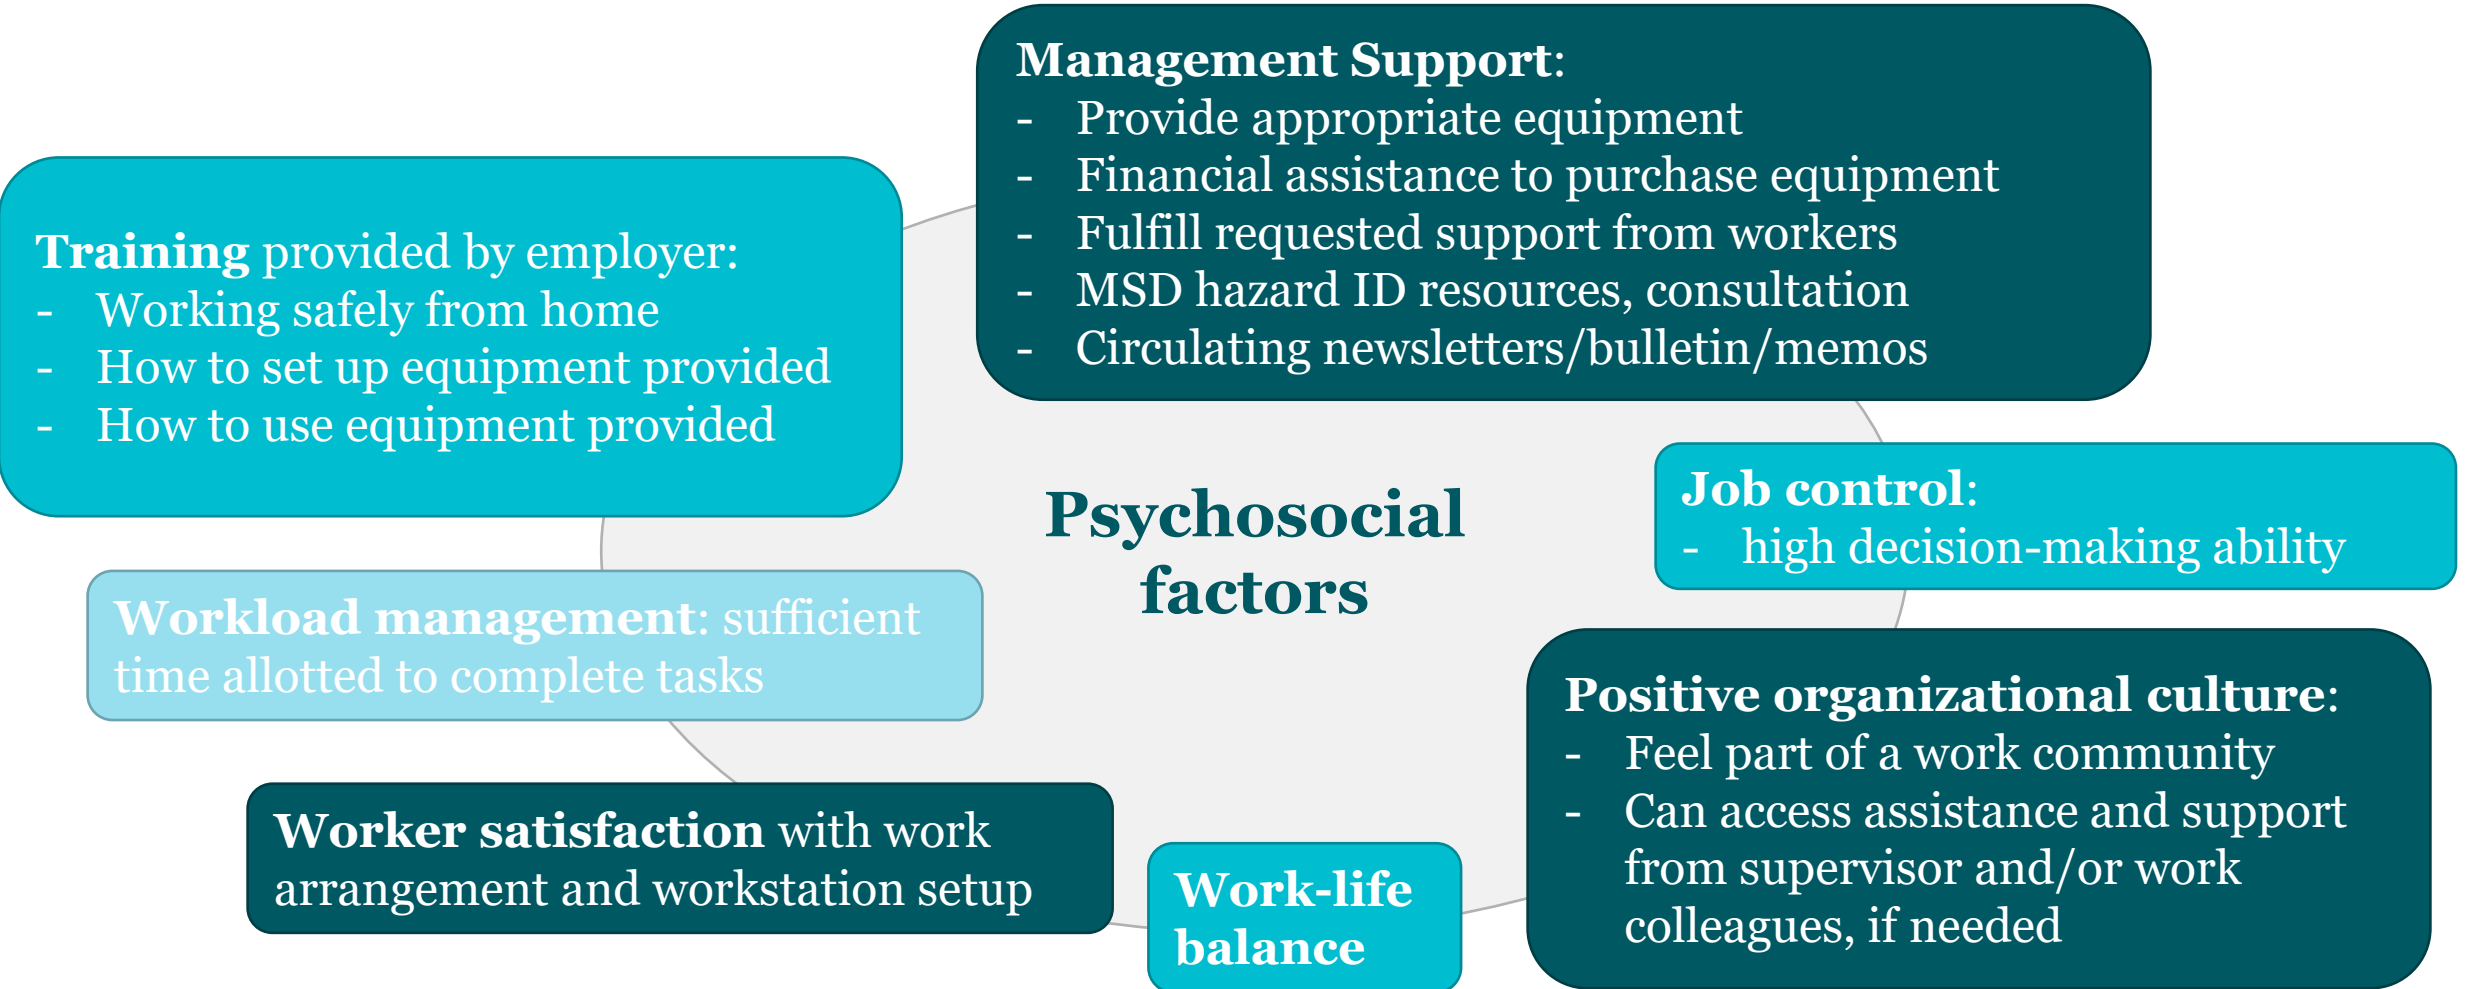 Management Support:
- Provide appropriate equipment
- Financial assistance to purchase equipment
- Fulfill requested support from workers
- MSD hazard ID resources, consultation
- Circulating newsletters/bulletin/memos
Training provided by employer:
- Working safely from home
- How to set up equipment provided
- How to use equipment provided
Psychosocial
factors
Job control:
- high decision-making ability
Workload management: sufficient
time allotted to complete tasks
Positive organizational culture:
- Feel part of a work community
- Can access assistance and support
from supervisor and/or work
colleagues, if needed
Worker satisfaction with work
arrangement and workstation setup
Work-life
balance